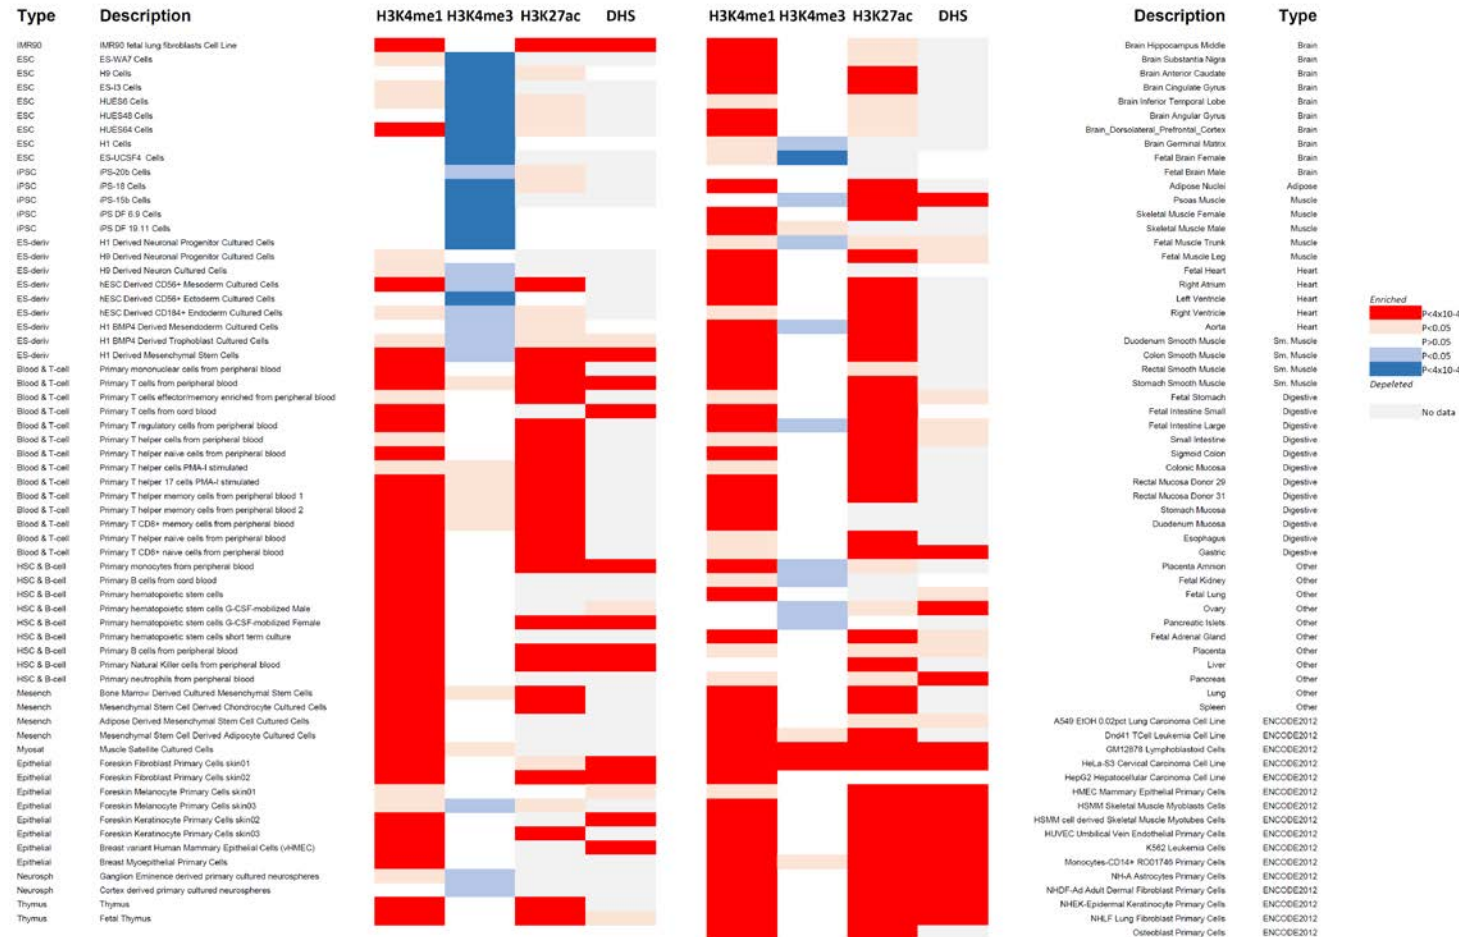 Type Description H3K4me1 H3K4me3 H3K27ac DHS H3K4me1 H3K4me3 H3K27ac DHS Description Type
IMR90 IMR90 fetal lung fibroblasts Cell Line Brain Hippocampus Middle Brain
ESC ES-WA7 Cells Brain Substantia Nigra Brain
ESC H9 Cells Brain Anterior Caudate Brain
ESC ES-I3 Cells Brain Cingulate Gyrus Brain
ESC HUES6 Cells Brain Inferior Temporal Lobe Brain
ESC HUES48 Cells Brain Angular Gyrus Brain
ESC HUES64 Cells Brain_Dorsolateral_Prefrontal_Cortex Brain
ESC H1 Cells Brain Germinal Matrix Brain
ESC ES-UCSF4 Cells Fetal Brain Female Brain
iPSC iPS-20b Cells Fetal Brain Male Brain
iPSC iPS-18 Cells Adipose Nuclei Adipose
iPSC iPS-15b Cells Psoas Muscle Muscle
iPSC iPS DF 6.9 Cells Skeletal Muscle Female Muscle
iPSC iPS DF 19.11 Cells Skeletal Muscle Male Muscle
ES-deriv H1 Derived Neuronal Progenitor Cultured Cells Fetal Muscle Trunk Muscle
ES-deriv H9 Derived Neuronal Progenitor Cultured Cells Fetal Muscle Leg Muscle
ES-deriv H9 Derived Neuron Cultured Cells Fetal Heart Heart
ES-deriv hESC Derived CD56+ Mesoderm Cultured Cells Right Atrium Heart
ES-deriv hESC Derived CD56+ Ectoderm Cultured Cells Left Ventricle Heart
Enriched
ES-deriv hESC Derived CD184+ Endoderm Cultured Cells Right Ventricle Heart
P<4x10-4
ES-deriv H1 BMP4 Derived Mesendoderm Cultured Cells Aorta Heart
P<0.05
ES-deriv H1 BMP4 Derived Trophoblast Cultured Cells Duodenum Smooth Muscle Sm. Muscle
P>0.05
ES-deriv H1 Derived Mesenchymal Stem Cells Colon Smooth Muscle Sm. Muscle
P<0.05
Blood & T-cell Primary mononuclear cells from peripheral blood Rectal Smooth Muscle Sm. Muscle
P<4x10-4
Blood & T-cell Primary T cells from peripheral blood Stomach Smooth Muscle Sm. Muscle
Depeleted
Blood & T-cell Primary T cells effector/memory enriched from peripheral blood Fetal Stomach Digestive
Blood & T-cell Primary T cells from cord blood Fetal Intestine Small Digestive
No data
Blood & T-cell Primary T regulatory cells from peripheral blood Fetal Intestine Large Digestive
Blood & T-cell Primary T helper cells from peripheral blood Small Intestine Digestive
Blood & T-cell Primary T helper naive cells from peripheral blood Sigmoid Colon Digestive
Blood & T-cell Primary T helper cells PMA-I stimulated Colonic Mucosa Digestive
Blood & T-cell Primary T helper 17 cells PMA-I stimulated Rectal Mucosa Donor 29 Digestive
Blood & T-cell Primary T helper memory cells from peripheral blood 1 Rectal Mucosa Donor 31 Digestive
Blood & T-cell Primary T helper memory cells from peripheral blood 2 Stomach Mucosa Digestive
Blood & T-cell Primary T CD8+ memory cells from peripheral blood Duodenum Mucosa Digestive
Blood & T-cell Primary T helper naive cells from peripheral blood Esophagus Digestive
Blood & T-cell Primary T CD8+ naive cells from peripheral blood Gastric Digestive
HSC & B-cell Primary monocytes from peripheral blood Placenta Amnion Other
HSC & B-cell Primary B cells from cord blood Fetal Kidney Other
HSC & B-cell Primary hematopoietic stem cells Fetal Lung Other
HSC & B-cell Primary hematopoietic stem cells G-CSF-mobilized Male Ovary Other
HSC & B-cell Primary hematopoietic stem cells G-CSF-mobilized Female Pancreatic Islets Other
HSC & B-cell Primary hematopoietic stem cells short term culture Fetal Adrenal Gland Other
HSC & B-cell Primary B cells from peripheral blood Placenta Other
HSC & B-cell Primary Natural Killer cells from peripheral blood Liver Other
HSC & B-cell Primary neutrophils from peripheral blood Pancreas Other
Mesench Bone Marrow Derived Cultured Mesenchymal Stem Cells Lung Other
Mesench Mesenchymal Stem Cell Derived Chondrocyte Cultured Cells Spleen Other
Mesench Adipose Derived Mesenchymal Stem Cell Cultured Cells A549 EtOH 0.02pct Lung Carcinoma Cell Line ENCODE2012
Mesench Mesenchymal Stem Cell Derived Adipocyte Cultured Cells Dnd41 TCell Leukemia Cell Line ENCODE2012
Myosat Muscle Satellite Cultured Cells GM12878 Lymphoblastoid Cells ENCODE2012
Epithelial Foreskin Fibroblast Primary Cells skin01 HeLa-S3 Cervical Carcinoma Cell Line ENCODE2012
Epithelial Foreskin Fibroblast Primary Cells skin02 HepG2 Hepatocellular Carcinoma Cell Line ENCODE2012
Epithelial Foreskin Melanocyte Primary Cells skin01 HMEC Mammary Epithelial Primary Cells ENCODE2012
Epithelial Foreskin Melanocyte Primary Cells skin03 HSMM Skeletal Muscle Myoblasts Cells ENCODE2012
Epithelial Foreskin Keratinocyte Primary Cells skin02 HSMM cell derived Skeletal Muscle Myotubes Cells ENCODE2012
Epithelial Foreskin Keratinocyte Primary Cells skin03 HUVEC Umbilical Vein Endothelial Primary Cells ENCODE2012
Epithelial Breast variant Human Mammary Epithelial Cells (vHMEC) K562 Leukemia Cells ENCODE2012
Epithelial Breast Myoepithelial Primary Cells Monocytes-CD14+ RO01746 Primary Cells ENCODE2012
Neurosph Ganglion Eminence derived primary cultured neurospheres NH-A Astrocytes Primary Cells ENCODE2012
Neurosph Cortex derived primary cultured neurospheres NHDF-Ad Adult Dermal Fibroblast Primary Cells ENCODE2012
Thymus Thymus NHEK-Epidermal Keratinocyte Primary Cells ENCODE2012
Thymus Fetal Thymus NHLF Lung Fibroblast Primary Cells ENCODE2012
Osteoblast Primary Cells ENCODE2012